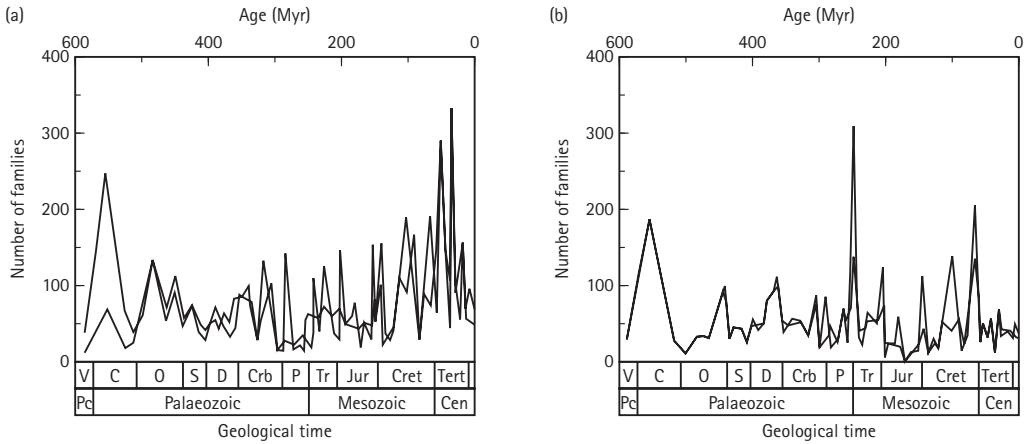 (a)
Age (Myr)
600 400 200 0
400
300
200
100
0
Number of families
V C O S D Crb P Tr Jur Cret Tert
Pc Palaeozoic Mesozoic Cen
Geological time
(b)
Age (Myr)
600 400 200 0
400
300
200
100
0
Number of families
V C O S D Crb P Tr Jur Cret Tert
Pc Palaeozoic Mesozoic Cen
Geological time